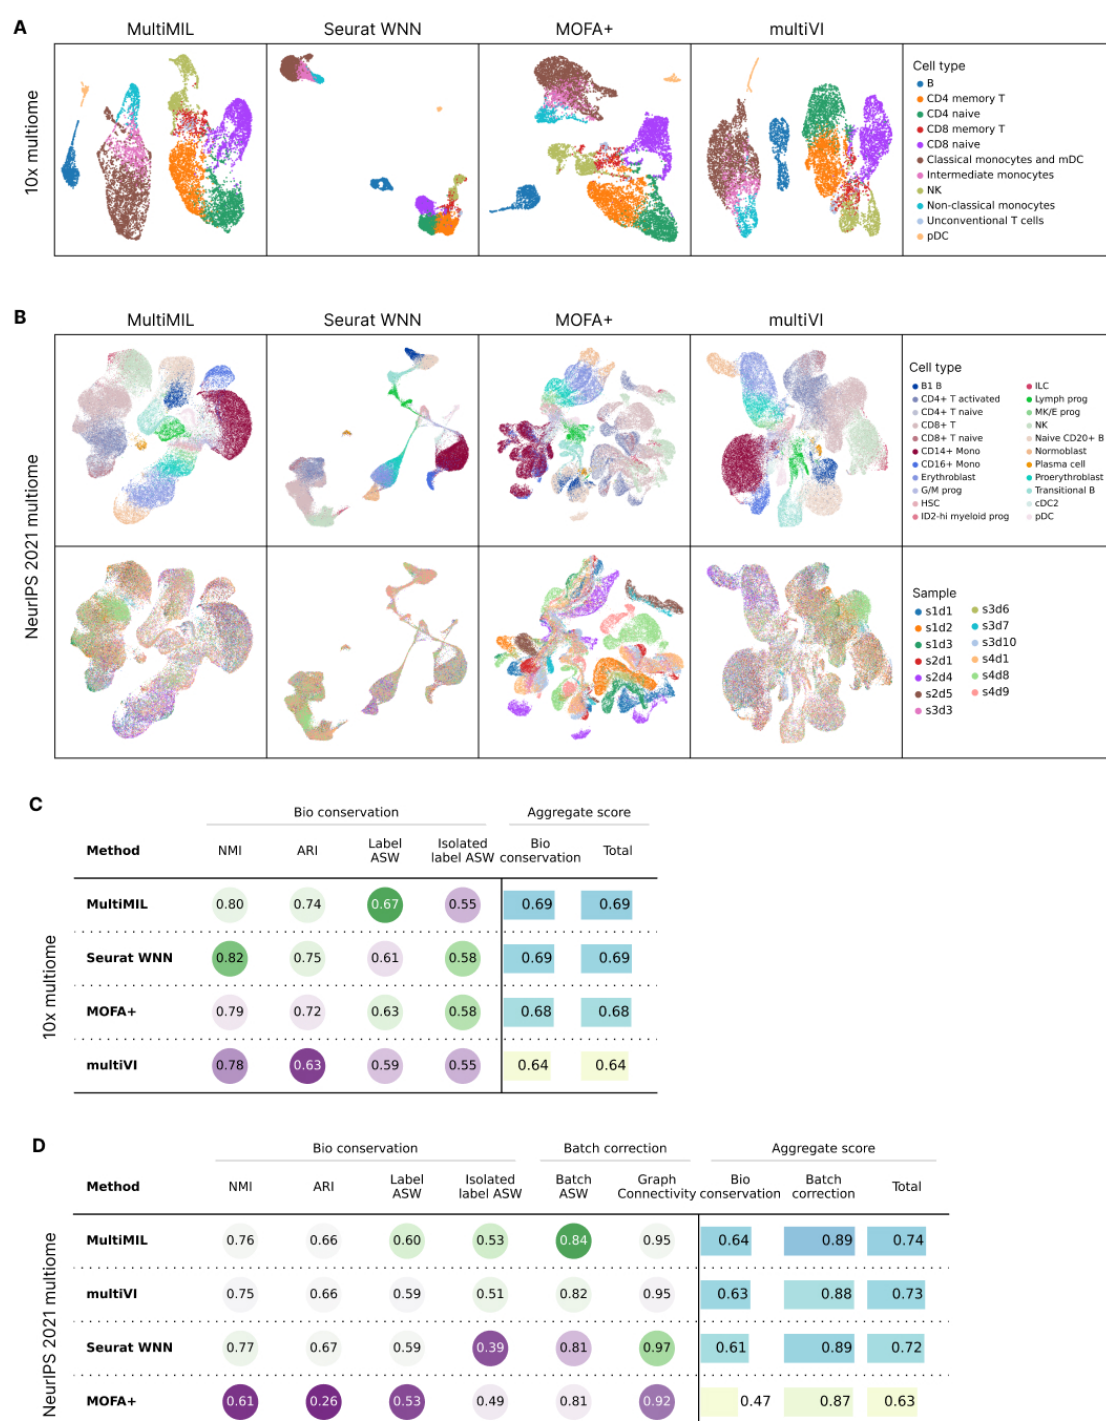 A
MultiMIL Seurat WNN MOFA+ multiVI
10x multiome
Cell type
B
CD4 memory T
CD4 naive
CD8 memory T
CD8 naive
Classical monocytes and mDC
Intermediate monocytes
NK
Non-classical monocytes
Unconventional T cells
pDC
B
MultiMIL Seurat WNN MOFA+ multiVI
NeurIPS 2021 multiome
Cell type
B1 B
CD4+ T activated
CD4+ T naive
CD8+ T
CD8+ T naive
CD14+ Mono
CD16+ Mono
Erythroblast
G/M prog
HSC
ID2-hi myeloid prog
ILC
Lymph prog
MK/E prog
NK
Naive CD20+ B
Normoblast
Plasma cell
Proerythroblast
Transitional B
cDC2
pDC
Sample
s1d1
s1d2
s1d3
s2d1
s2d4
s2d5
s3d3
s3d6
s3d7
s3d10
s4d1
s4d8
s4d9
C
Bio conservation Aggregate score
Method NMI ARI Label ASW Isolated label ASW Bio conservation Total
10x multiome
MultiMIL 0.80 0.74 0.67 0.55 0.69 0.69
Seurat WNN 0.82 0.75 0.61 0.58 0.69 0.69
MOFA+ 0.79 0.72 0.63 0.58 0.68 0.68
multiVI 0.78 0.63 0.59 0.55 0.64 0.64
D
Bio conservation Batch correction Aggregate score
Method NMI ARI Label ASW Isolated label ASW Batch ASW Graph Connectivity Bio conservation Batch correction Total
NeurIPS 2021 multiome
MultiMIL 0.76 0.66 0.60 0.53 0.84 0.95 0.64 0.89 0.74
multiVI 0.75 0.66 0.59 0.51 0.82 0.95 0.63 0.88 0.73
Seurat WNN 0.77 0.67 0.59 0.39 0.81 0.97 0.61 0.89 0.72
MOFA+ 0.61 0.26 0.53 0.49 0.81 0.92 0.47 0.87 0.63